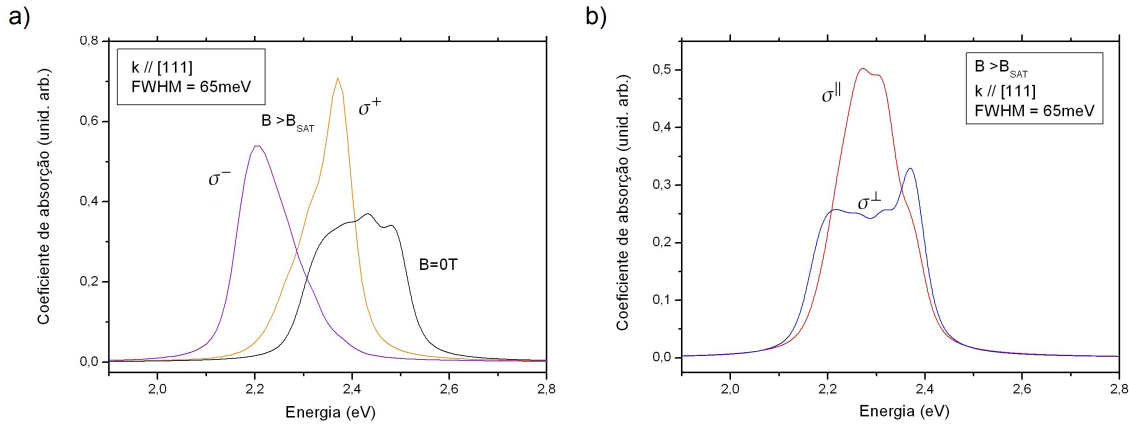 a)
Coeficiente de absorção (unid. arb.)
0,8
0,6
0,4
0,2
0,0
k // [111]
FWHM = 65meV
B >B_SAT
σ⁺
σ⁻
B=0T
2,0
2,2
2,4
2,6
2,8
Energia (eV)
b)
Coeficiente de absorção (unid. arb.)
0,5
0,4
0,3
0,2
0,1
0,0
B >B_SAT
k // [111]
FWHM = 65meV
σ^∥
σ^⊥
2,0
2,2
2,4
2,6
2,8
Energia (eV)